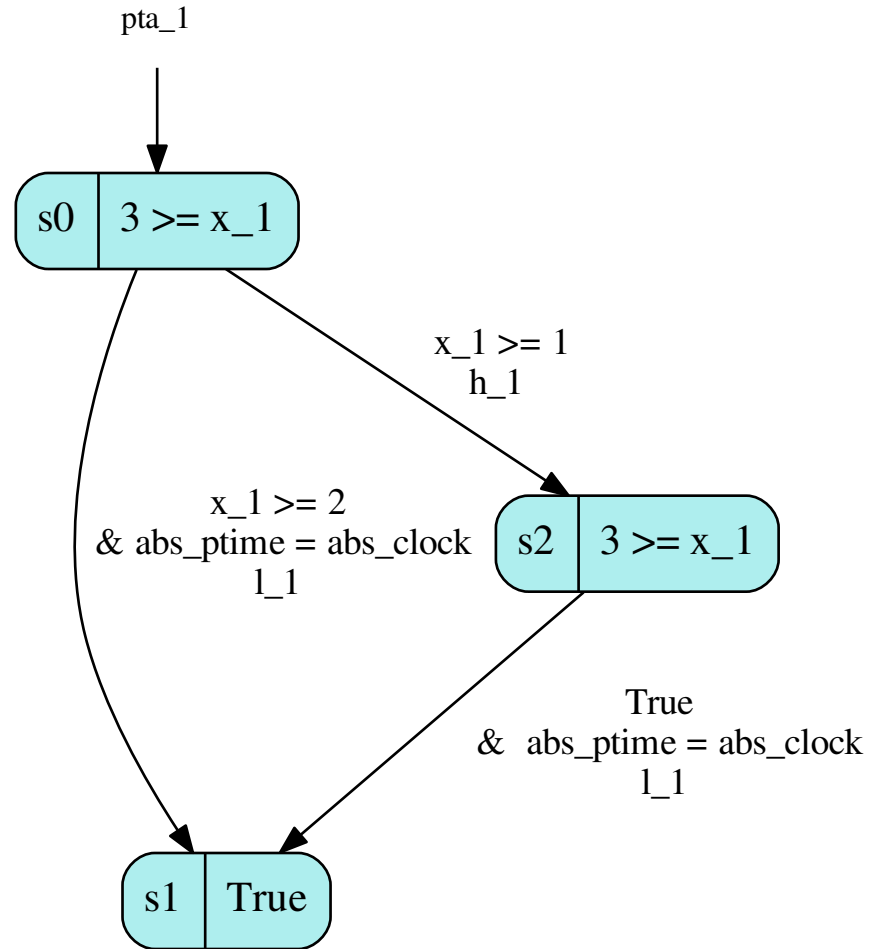 pta_1
s0 3 >= x_1
x_1 >= 1
h_1
x_1 >= 2
& abs_ptime = abs_clock
l_1
s2 3 >= x_1
True
& abs_ptime = abs_clock
l_1
s1 True